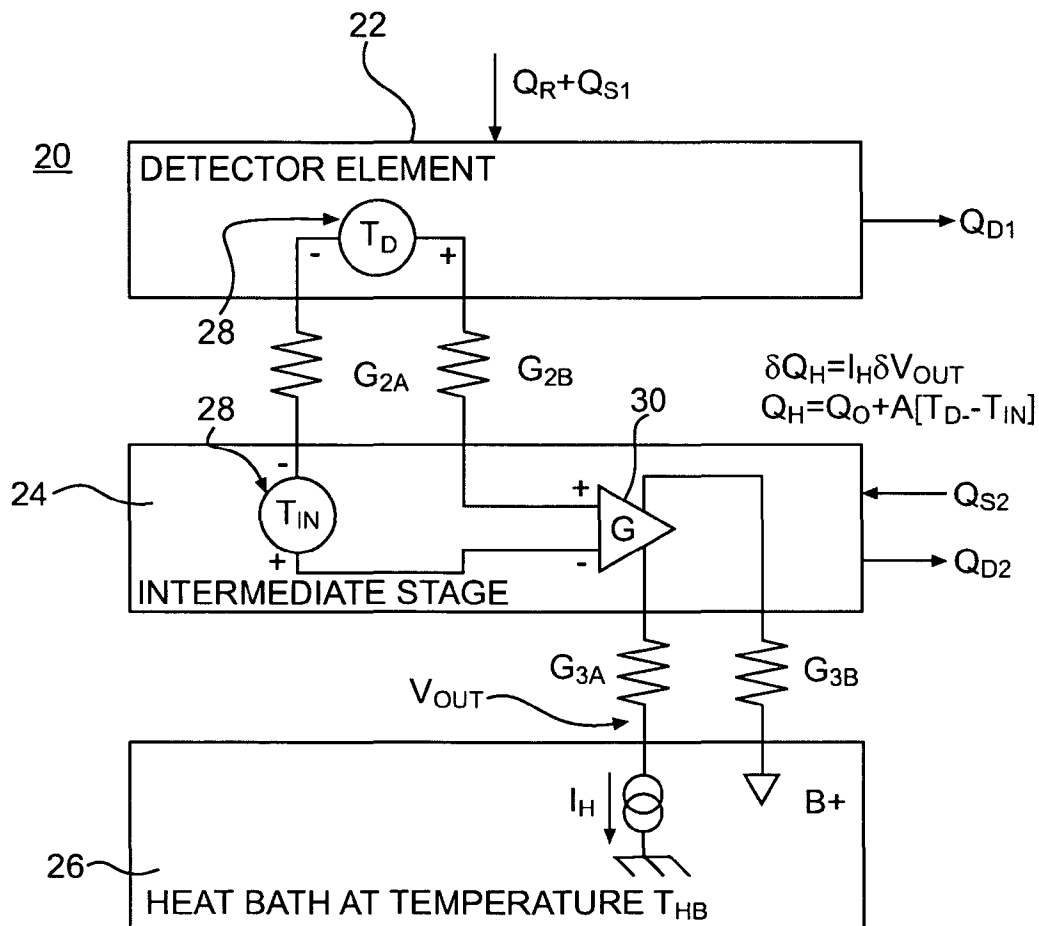 22
Q_R+Q_S1
20
DETECTOR ELEMENT
T_D
- +
Q_D1
28
G_2A
G_2B
δQ_H=I_HδV_OUT
Q_H=Q_O+A[T_D--T_IN]
28
30
-
24
T_IN
+
G
+
-
Q_S2
Q_D2
INTERMEDIATE STAGE
G_3A
G_3B
V_OUT
I_H
B+
26
HEAT BATH AT TEMPERATURE T_HB